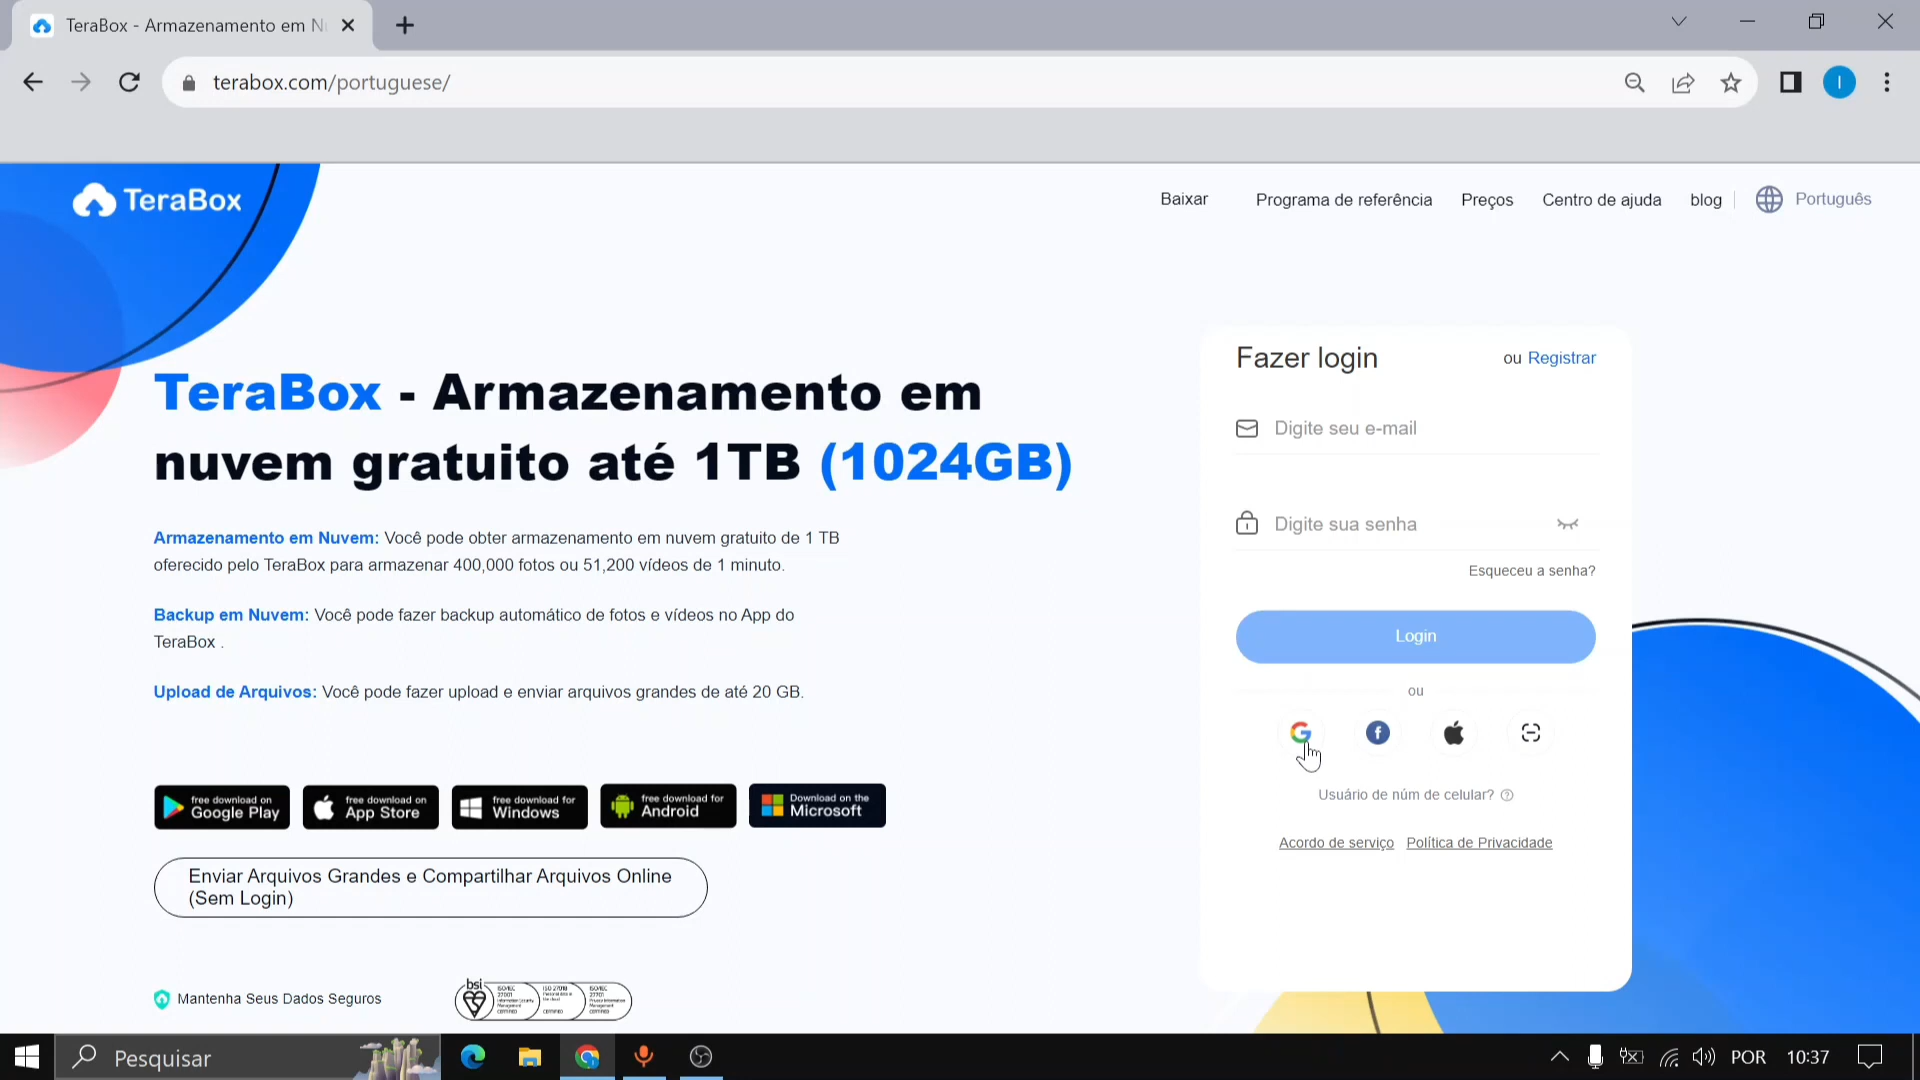 TeraBox - Armazenamento em N
terabox.com/portuguese/
I
TeraBox
Baixar
Programa de referência
Preços
Centro de ajuda
blog
Português
TeraBox - Armazenamento em
nuvem gratuito até 1TB (1024GB)
Armazenamento em Nuvem: Você pode obter armazenamento em nuvem gratuito de 1 TB
oferecido pelo TeraBox para armazenar 400,000 fotos ou 51,200 vídeos de 1 minuto.
Backup em Nuvem: Você pode fazer backup automático de fotos e vídeos no App do
TeraBox .
Upload de Arquivos: Você pode fazer upload e enviar arquivos grandes de até 20 GB.
free download on
Google Play
free download on
App Store
free download for
Windows
free download for
Android
Download on the
Microsoft
Enviar Arquivos Grandes e Compartilhar Arquivos Online
(Sem Login)
Mantenha Seus Dados Seguros
bsi
Fazer login
ou Registrar
Digite seu e-mail
Digite sua senha
Esqueceu a senha?
Login
ou
Usuário de núm de celular?
Acordo de serviço
Política de Privacidade
Pesquisar
POR
10:37